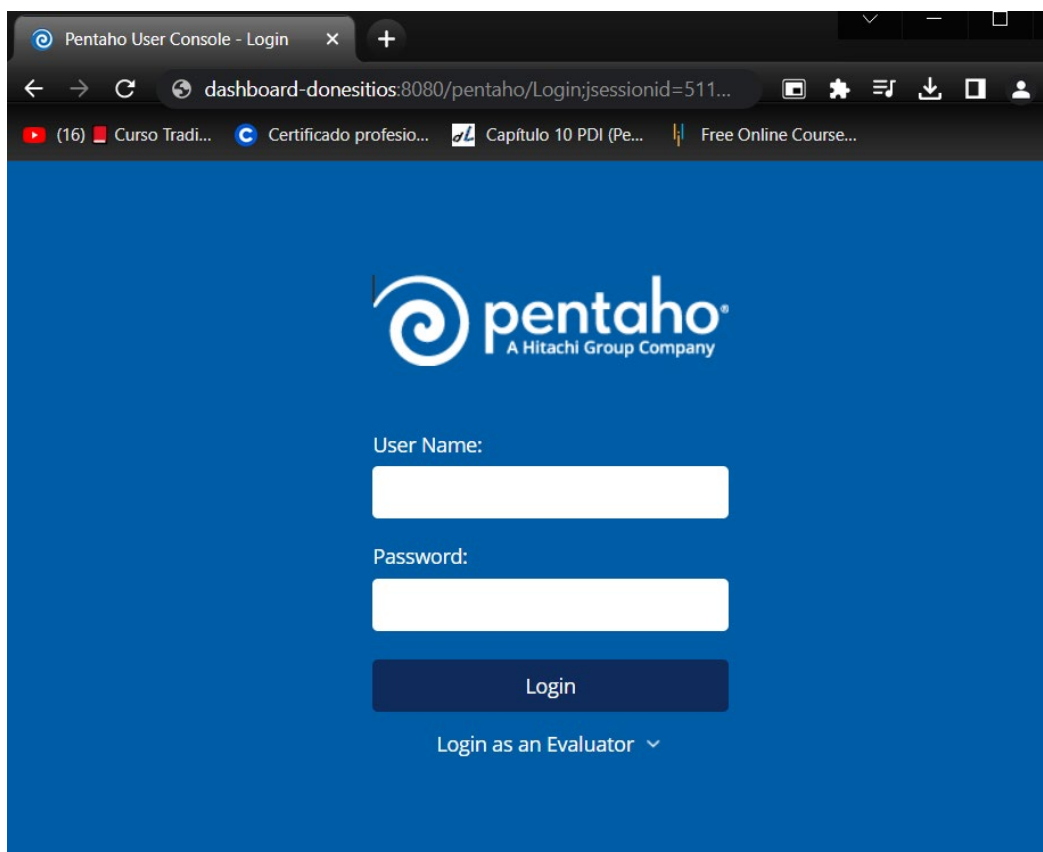 Pentaho User Console - Login
dashboard-donesitios:8080/pentaho/Login;jsessionid=511...
(16) Curso Tradi... Certificado profesio... Capítulo 10 PDI (Pe... Free Online Course...
pentaho®
A Hitachi Group Company
User Name:
Password:
Login
Login as an Evaluator